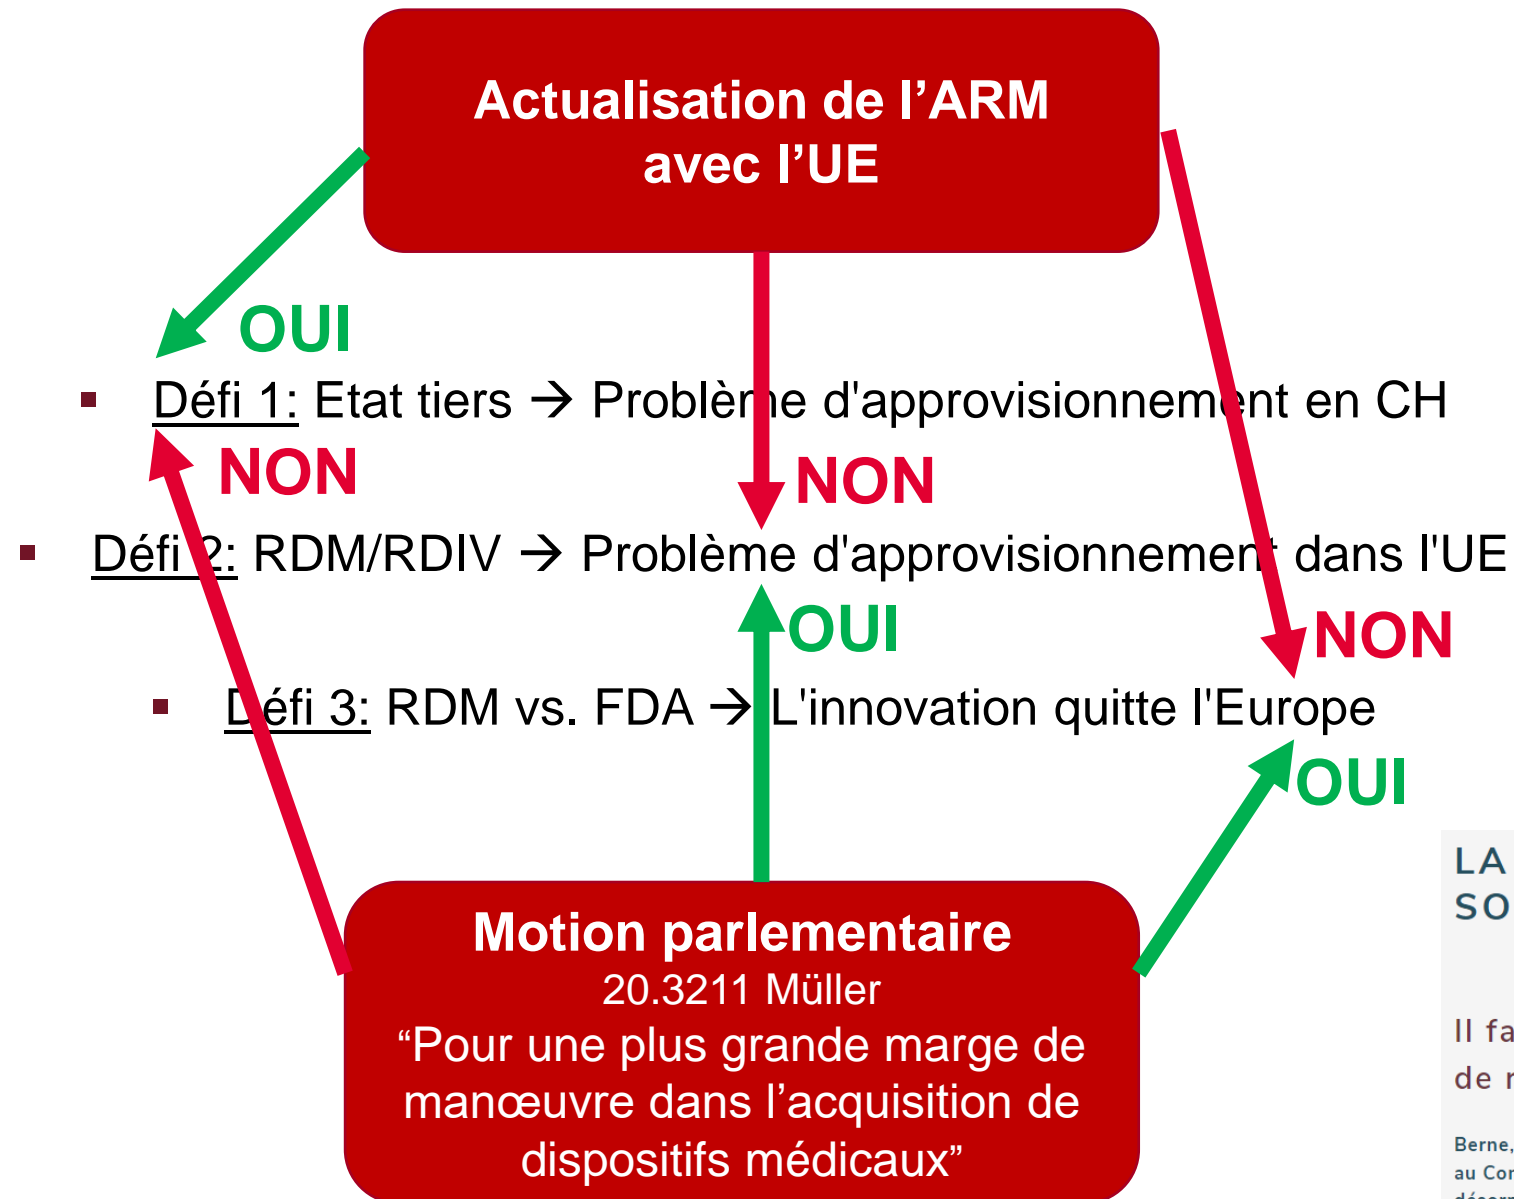 Actualisation de l’ARM
avec l’UE
OUI
▪ Défi 1: Etat tiers → Problème d'approvisionnement en CH
NON
NON
▪ Défi 2: RDM/RDIV → Problème d'approvisionnement dans l'UE
OUI
NON
▪ Défi 3: RDM vs. FDA → L'innovation quitte l'Europe
OUI
LA
SO
Motion parlementaire
20.3211 Müller
“Pour une plus grande marge de
manœuvre dans l’acquisition de
dispositifs médicaux”
Il fa
de
Berne,
au Con